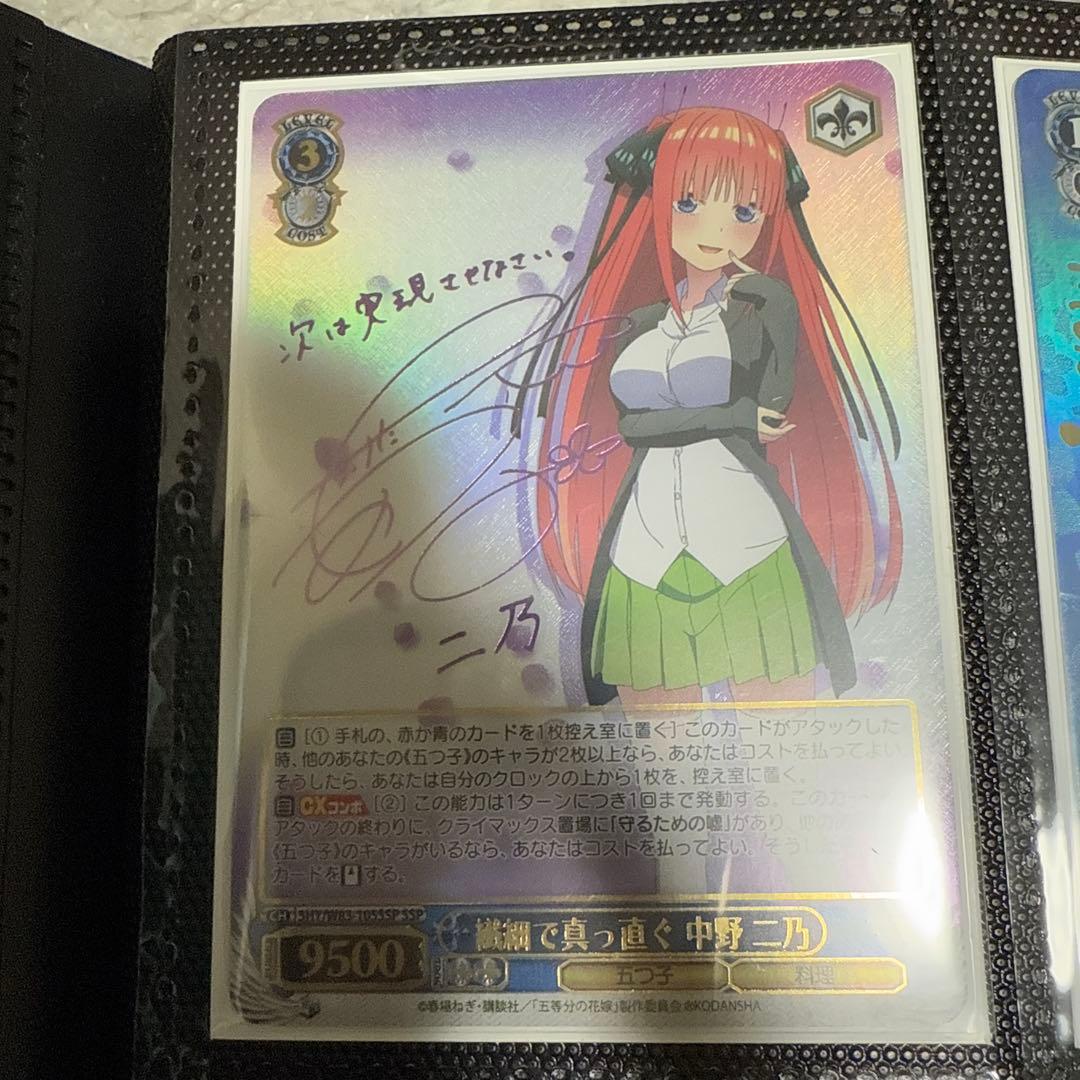 LEVEL
3
COST
次は実現させなさい。
二乃
自 [① 手札の、赤か青のカードを1枚控え室に置く] このカードがアタックした
時、他のあなたの《五つ子》のキャラが2枚以上なら、あなたはコストを払ってよい
そうしたら、あなたは自分のクロックの上から1枚を、控え室に置く。
自 CXコンボ [②] この能力は1ターンにつき1回まで発動する。このカー
アタックの終わりに、クライマックス置場に「守るための嘘」があり、他の
《五つ子》のキャラがいるなら、あなたはコストを払ってよい。そうし
カードを する。
CH 5HY/W83-105SSP SSP
9500
繊細で真っ直ぐ 中野 二乃
五つ子
料理
©春場ねぎ・講談社／「五等分の花嫁」製作委員会 ©KODANSHA